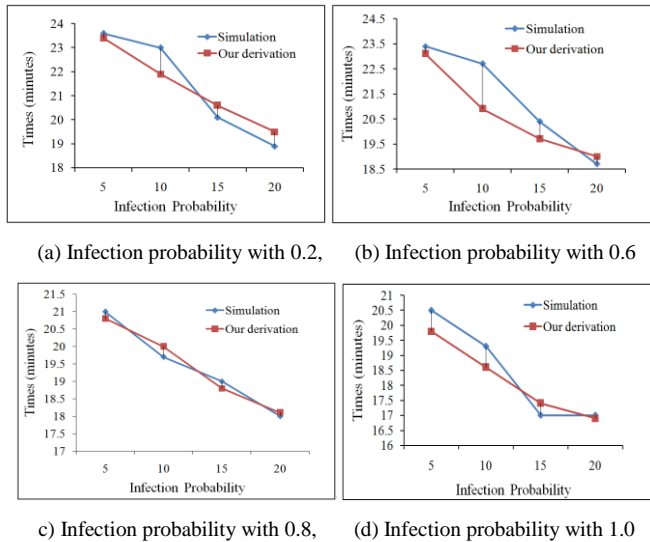 24
23
22
21
20
19
18
Times (minutes)
Simulation
Our derivation
5 10 15 20
Infection Probability
23.5
22.5
21.5
20.5
19.5
18.5
Times (minutes)
Simulation
Our derivation
5 10 15 20
Infection Probability
(a) Infection probability with 0.2, (b) Infection probability with 0.6
21.5
21
20.5
20
19.5
19
18.5
18
17.5
17
Times (minutes)
Simulation
Our derivation
5 10 15 20
Infection Probability
21
20.5
20
19.5
19
18.5
18
17.5
17
16.5
16
Times (minutes)
Simulation
Our derivation
5 10 15 20
Infection Probability
c) Infection probability with 0.8, (d) Infection probability with 1.0